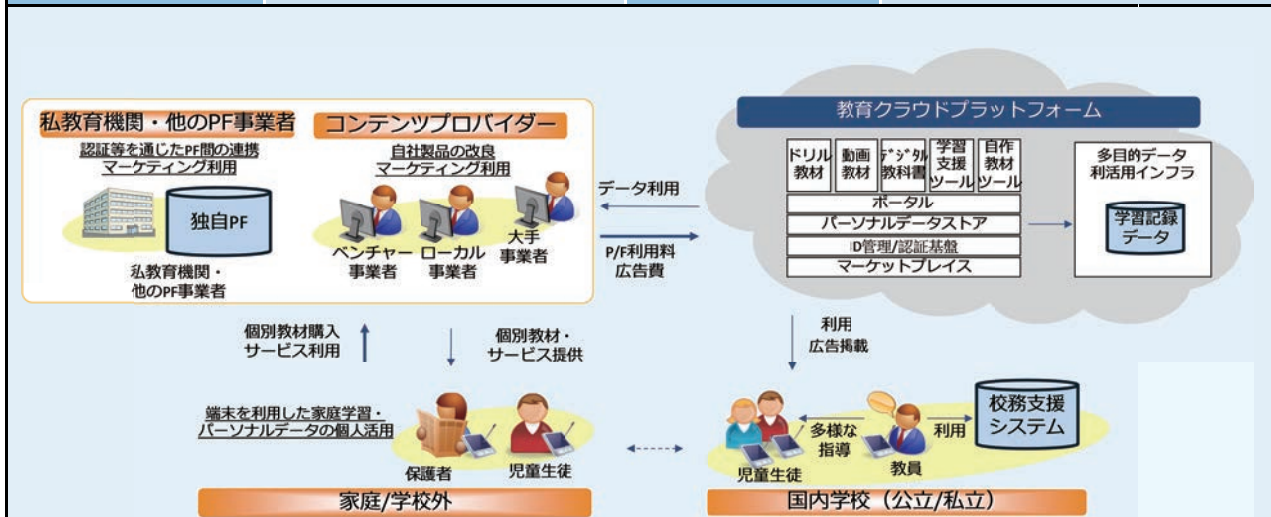 私教育機関・他のPF事業者
認証等を通じたPF間の連携
マーケティング利用
独自PF
私教育機関・
他のPF事業者
コンテンツプロバイダー
自社製品の改良
マーケティング利用
ベンチャー
事業者
ローカル
事業者
大手
事業者
データ利用
P/F利用料
広告費
教育クラウドプラットフォーム
ドリル
教材
動画
教材
デジタル
教科書
学習
支援
ツール
自作
教材
ツール
ポータル
パーソナルデータストア
ID管理/認証基盤
マーケットプレイス
多目的データ
利活用インフラ
学習記録
データ
個別教材購入
サービス利用
個別教材・
サービス提供
利用
広告掲載
端末を利用した家庭学習・
パーソナルデータの個人活用
保護者
児童生徒
家庭/学校外
児童生徒
多様な
指導
教員
利用
校務支援
システム
国内学校（公立/私立）